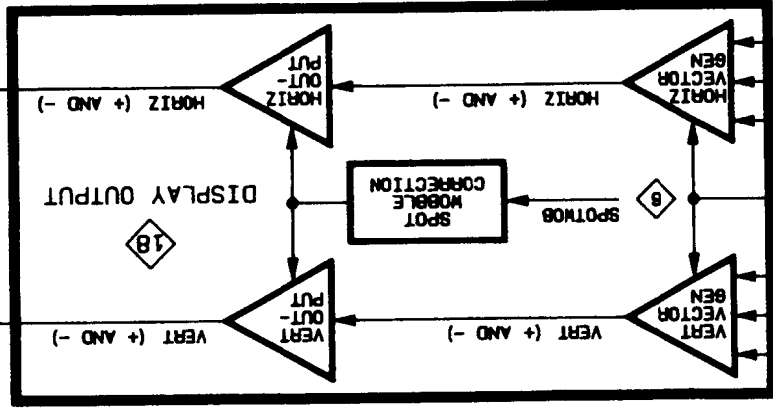 VERT
VECTOR
GEN
VERT (+ AND -)
VERT
OUT-
PUT
VERT (+ AND -)
8
SPOTWOB
SPOT
WOBBLE
CORRECTION
18
DISPLAY OUTPUT
HORIZ
VECTOR
GEN
HORIZ (+ AND -)
HORIZ
OUT-
PUT
HORIZ (+ AND -)